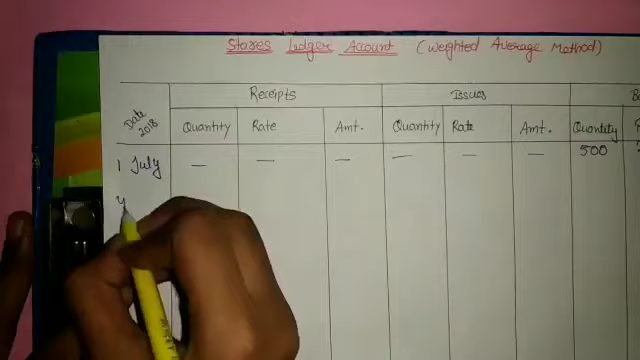 Stores Ledger Account (Weighted Average Method)
Date 2018 Receipts Issues
Quantity Rate Amt. Quantity Rate Amt. Quantity
1 July — — — — — — 500
4